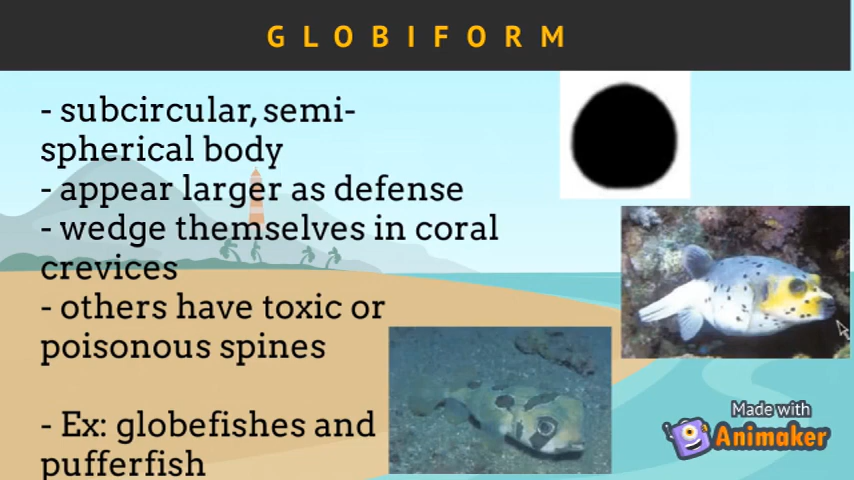 GLOBIFORM
- subcircular, semi-
spherical body
- appear larger as defense
- wedge themselves in coral
crevices
- others have toxic or
poisonous spines
- Ex: globefishes and
pufferfish
Made with
Animaker